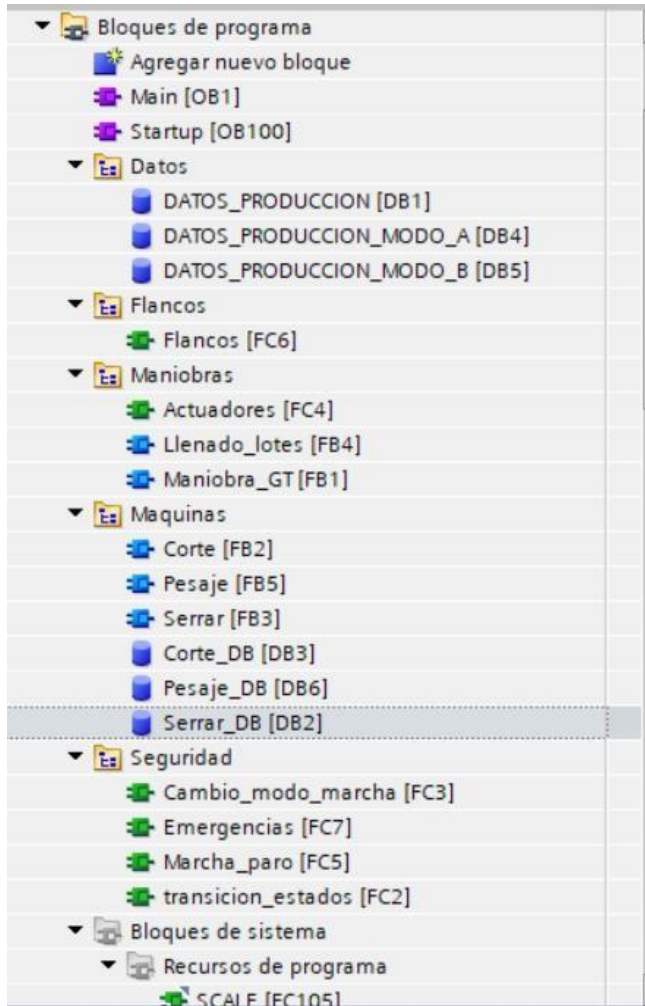 Bloques de programa
Agregar nuevo bloque
Main [OB1]
Startup [OB100]
Datos
DATOS_PRODUCCION [DB1]
DATOS_PRODUCCION_MODO_A [DB4]
DATOS_PRODUCCION_MODO_B [DB5]
Flancos
Flancos [FC6]
Maniobras
Actuadores [FC4]
Llenado_lotes [FB4]
Maniobra_GT [FB1]
Maquinas
Corte [FB2]
Pesaje [FB5]
Serrar [FB3]
Corte_DB [DB3]
Pesaje_DB [DB6]
Serrar_DB [DB2]
Seguridad
Cambio_modo_marcha [FC3]
Emergencias [FC7]
Marcha_paro [FC5]
transicion_estados [FC2]
Bloques de sistema
Recursos de programa
SCALE [FC105]